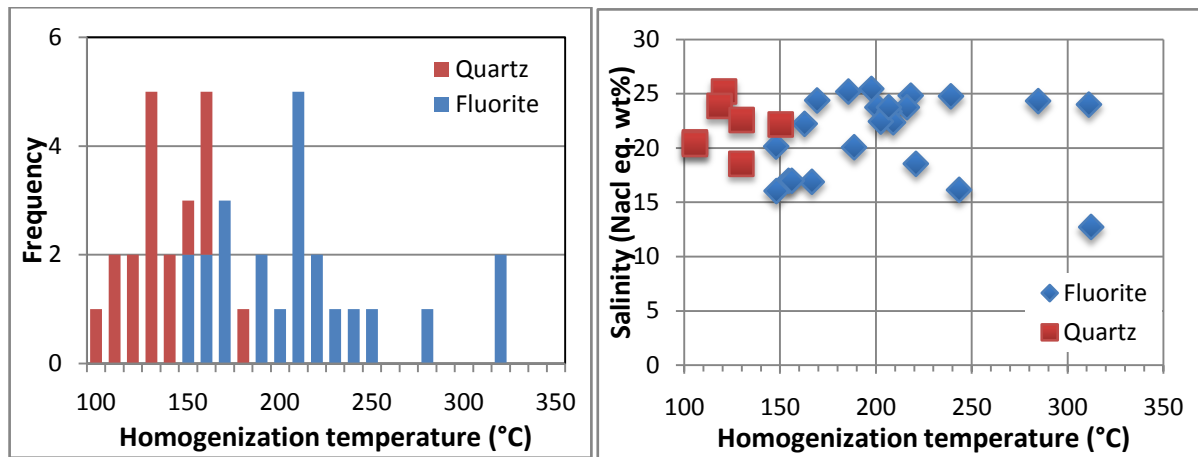 6
4
2
0
Frequency
Quartz
Fluorite
100 150 200 250 300 350
Homogenization temperature (°C)
30
25
20
15
10
5
0
Salinity (Nacl eq. wt%)
Fluorite
Quartz
100 150 200 250 300 350
Homogenization temperature (°C)